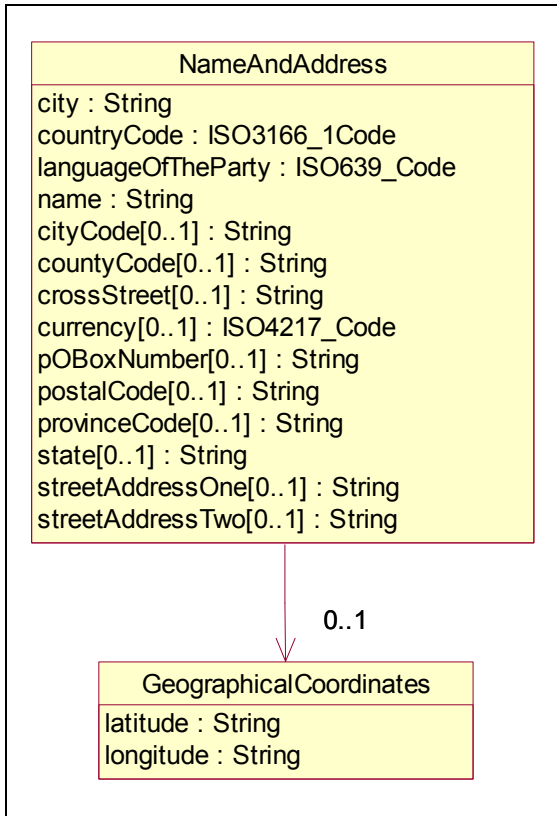 NameAndAddress
city : String
countryCode : ISO3166_1Code
languageOfTheParty : ISO639_Code
name : String
cityCode[0..1] : String
countyCode[0..1] : String
crossStreet[0..1] : String
currency[0..1] : ISO4217_Code
pOBoxNumber[0..1] : String
postalCode[0..1] : String
provinceCode[0..1] : String
state[0..1] : String
streetAddressOne[0..1] : String
streetAddressTwo[0..1] : String
0..1
GeographicalCoordinates
latitude : String
longitude : String